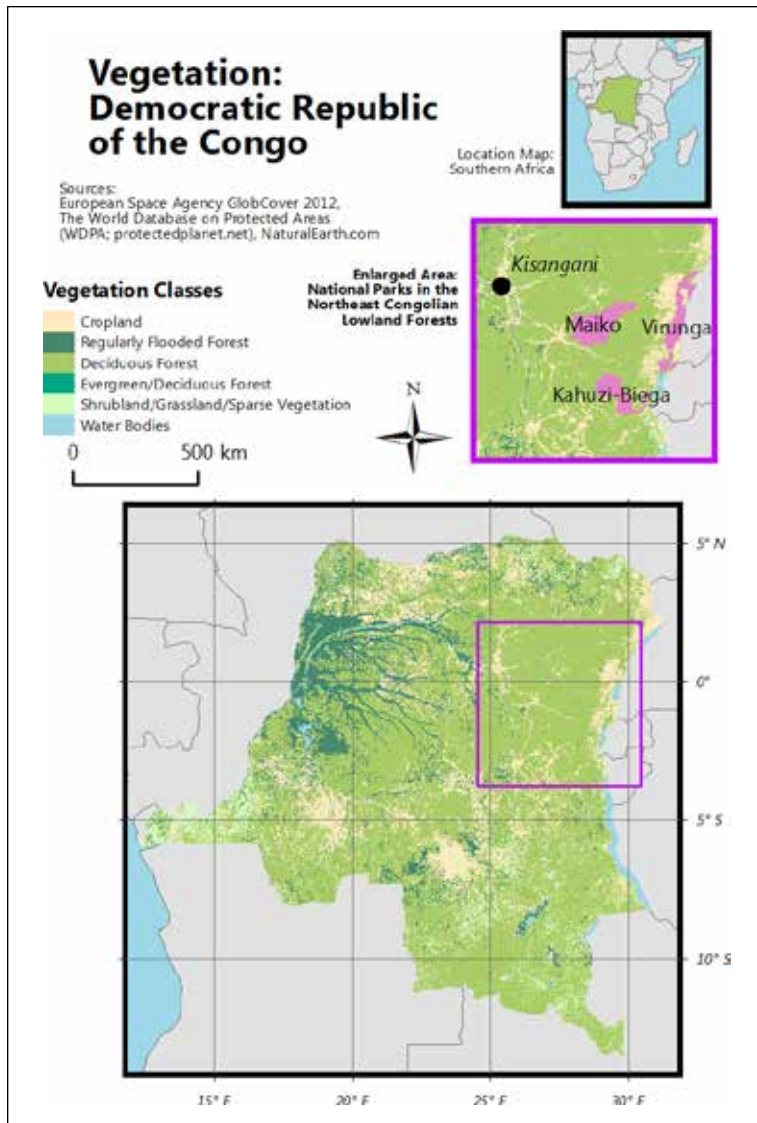 Vegetation:
Democratic Republic
of the Congo
Sources:
European Space Agency GlobCover 2012,
The World Database on Protected Areas
(WDPA; protectedplanet.net), NaturalEarth.com
Location Map:
Southern Africa
Enlarged Area:
National Parks in the
Northeast Congolian
Lowland Forests
Kisangani
Maiko
Virunga
Kahuzi-Biega
Vegetation Classes
Cropland
Regularly Flooded Forest
Deciduous Forest
Evergreen/Deciduous Forest
Shrubland/Grassland/Sparse Vegetation
Water Bodies
N
0 500 km
5° N
0°
5° S
10° S
15° E 20° E 25° E 30° E